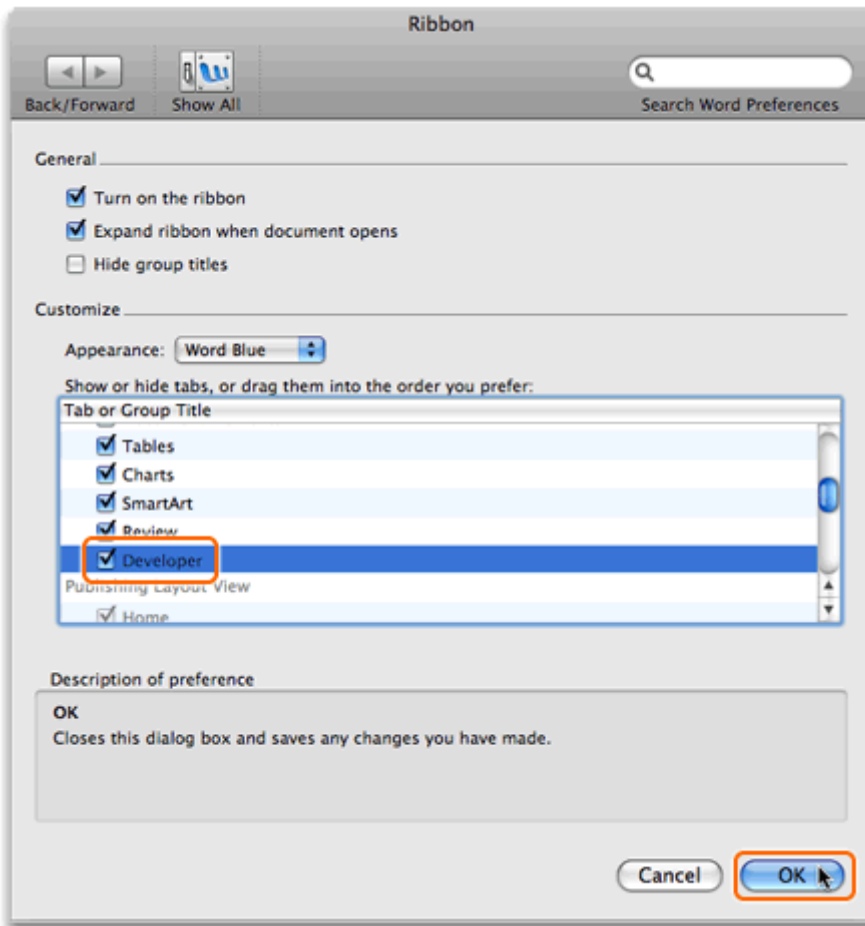 Ribbon
Back/Forward
Show All
Search Word Preferences
General
Turn on the ribbon
Expand ribbon when document opens
Hide group titles
Customize
Appearance: Word Blue
Show or hide tabs, or drag them into the order you prefer:
Tab or Group Title
Tables
Charts
SmartArt
Review
Developer
Publishing Layout View
Home
Description of preference
OK
Closes this dialog box and saves any changes you have made.
Cancel
OK